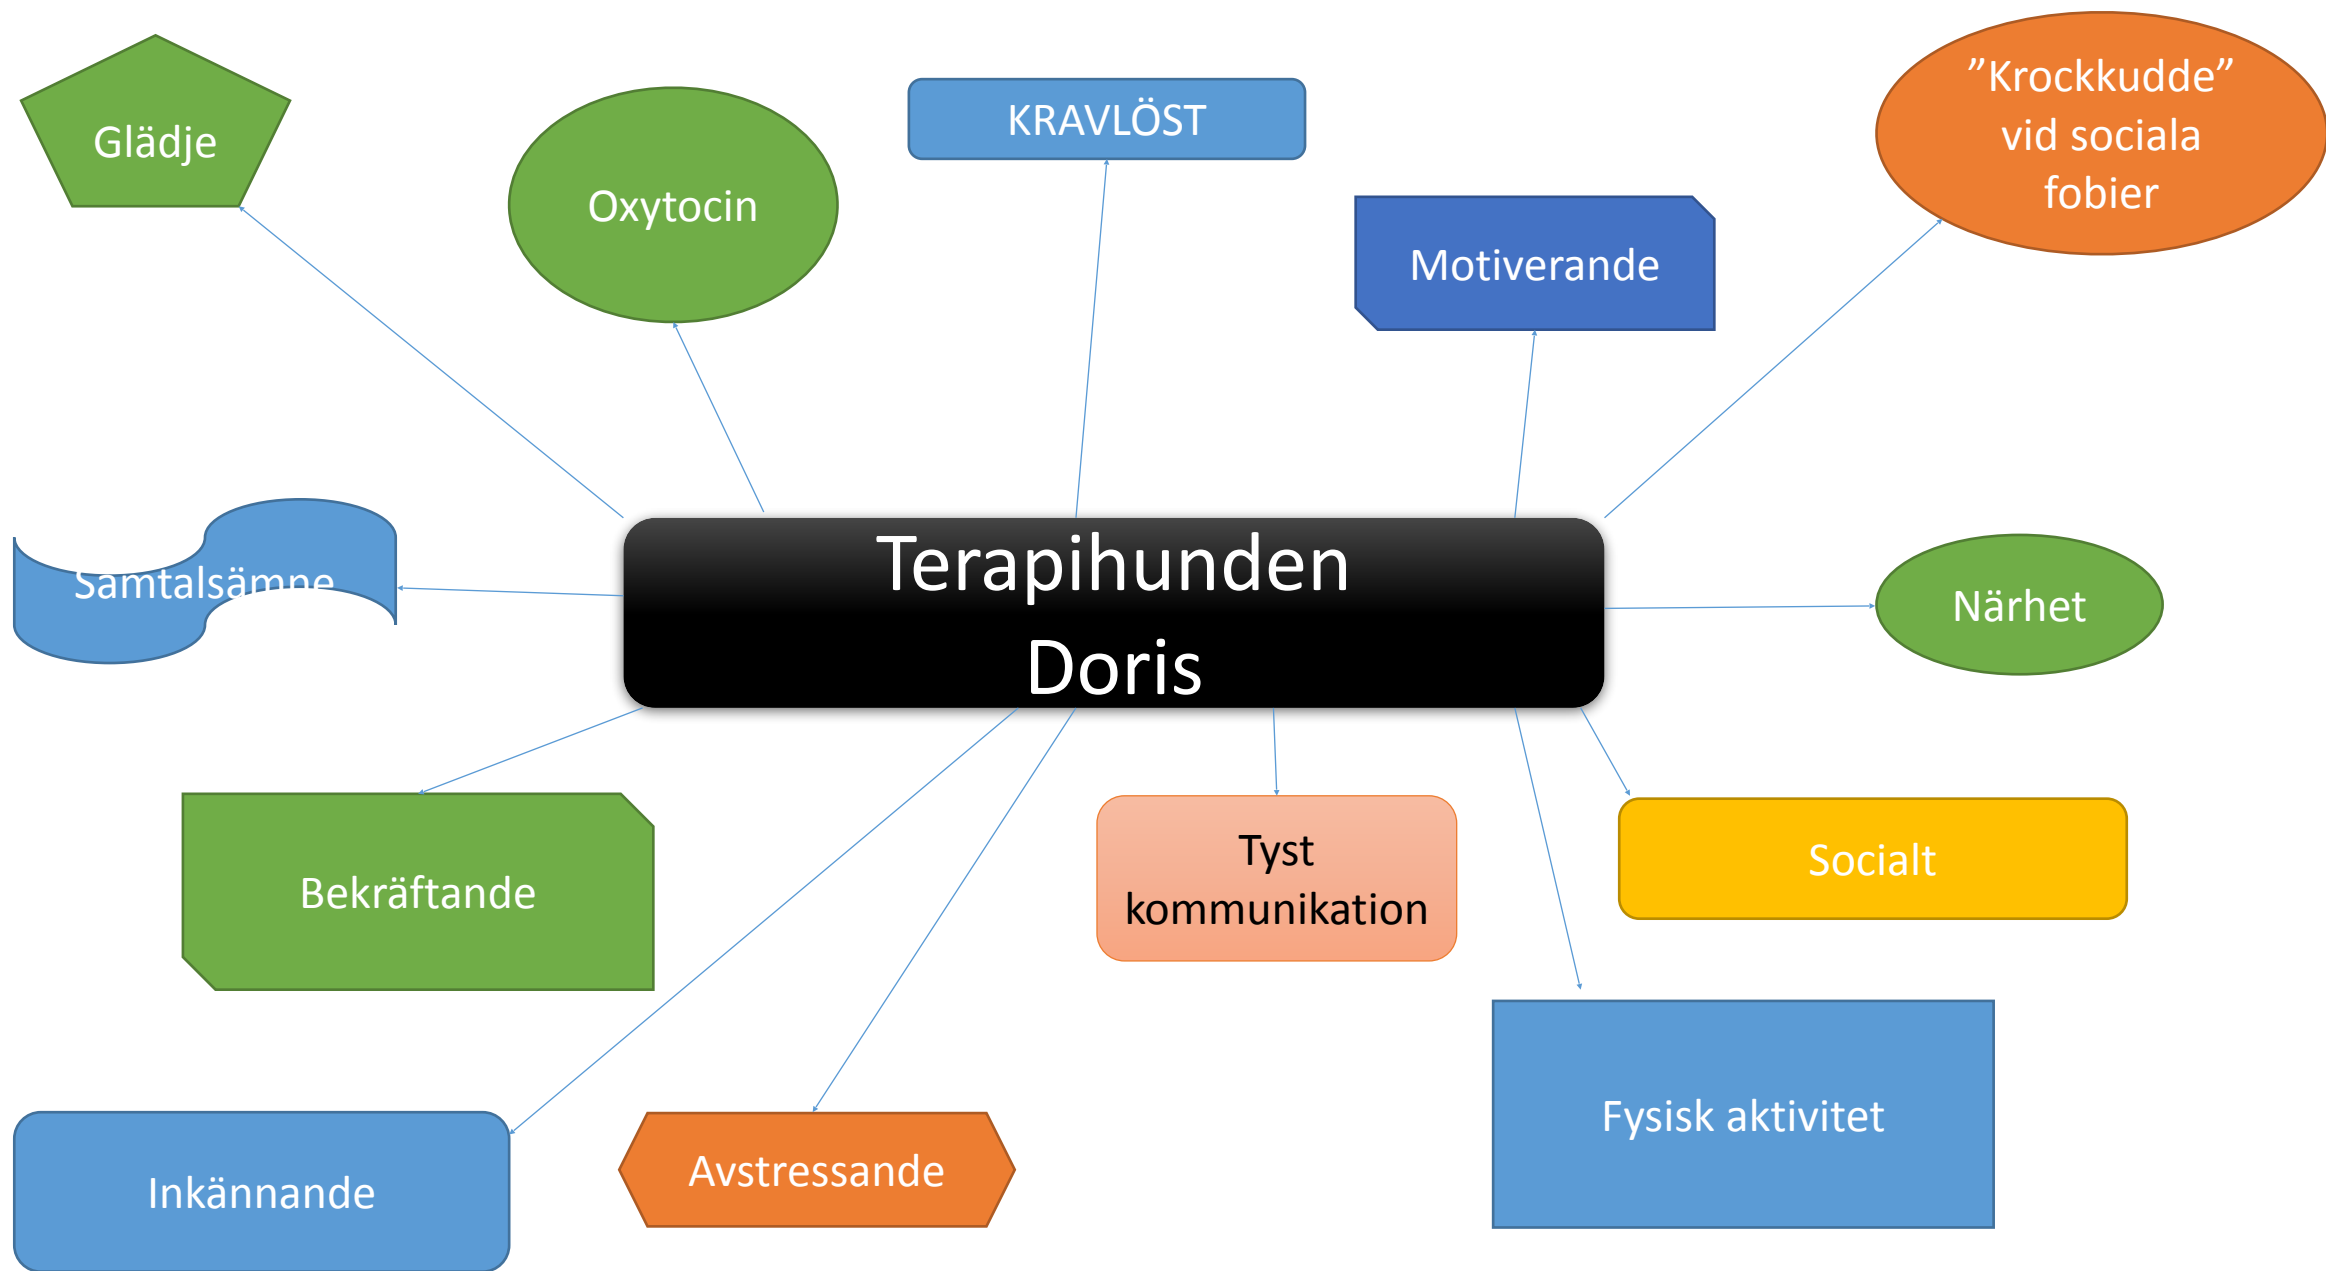 Glädje
Oxytocin
KRAVLÖST
Motiverande
”Krockkudde”
vid sociala
fobier
Samtalsämne
Terapihunden
Doris
Närhet
Bekräftande
Tyst
kommunikation
Socialt
Inkännande
Avstressande
Fysisk aktivitet